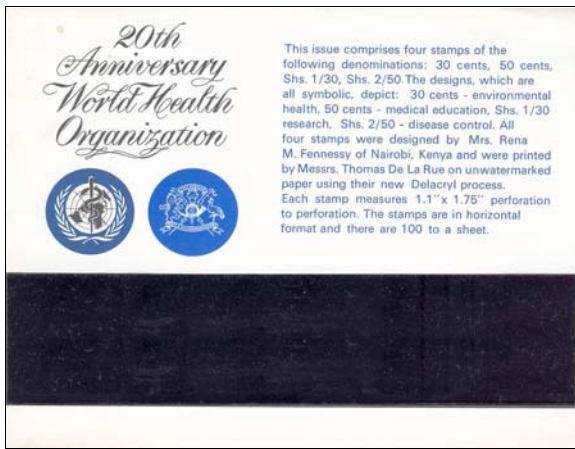 20th
Anniversary
World Health
Organization
This issue comprises four stamps of the
following denominations: 30 cents, 50 cents,
Shs. 1/30, Shs. 2/50.The designs, which are
all symbolic, depict: 30 cents - environmental
health, 50 cents - medical education, Shs. 1/30
research, Shs. 2/50 - disease control. All
four stamps were designed by Mrs. Rena
M. Fennessy of Nairobi, Kenya and were printed
by Messrs. Thomas De La Rue on unwatermarked
paper using their new Delacryl process.
Each stamp measures 1.1''x 1.75'' perforation
to perforation. The stamps are in horizontal
format and there are 100 to a sheet.